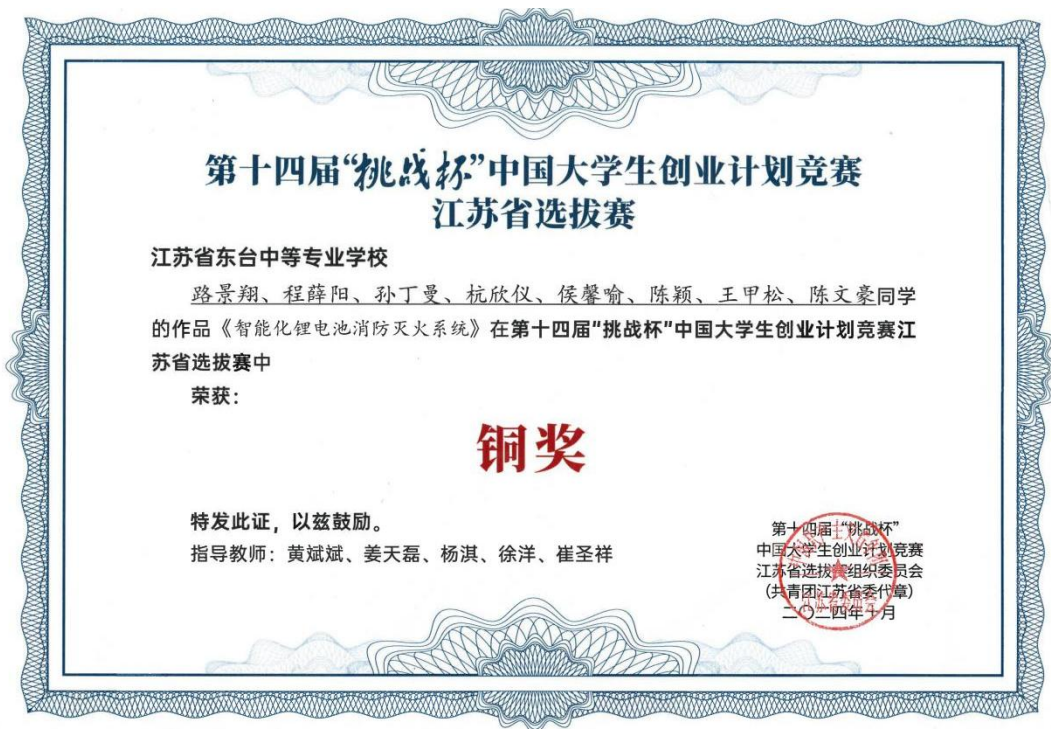 第十四届“挑战杯”中国大学生创业计划竞赛
江苏省选拔赛
江苏省东台中等专业学校
路景翔、程薛阳、孙丁曼、杭欣仪、侯馨喻、陈颖、王甲松、陈文豪同学
的作品《智能化锂电池消防灭火系统》在第十四届“挑战杯”中国大学生创业计划竞赛江
苏省选拔赛中
荣获：
铜奖
特发此证，以兹鼓励。
指导教师：黄斌斌、姜天磊、杨淇、徐洋、崔圣祥
第十四届“挑战杯”
中国大学生创业计划竞赛
江苏省选拔赛组织委员会
(共青团江苏省委代章)
二〇二四年十月